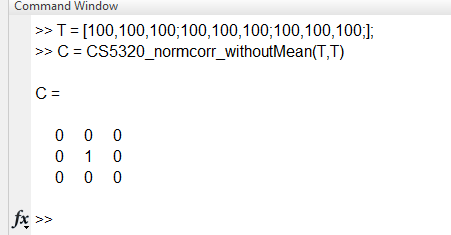 Command Window
>> T = [100,100,100;100,100,100;100,100,100;];
>> C = CS5320_normcorr_withoutMean(T,T)
C =
0 0 0
0 1 0
0 0 0
fx >>